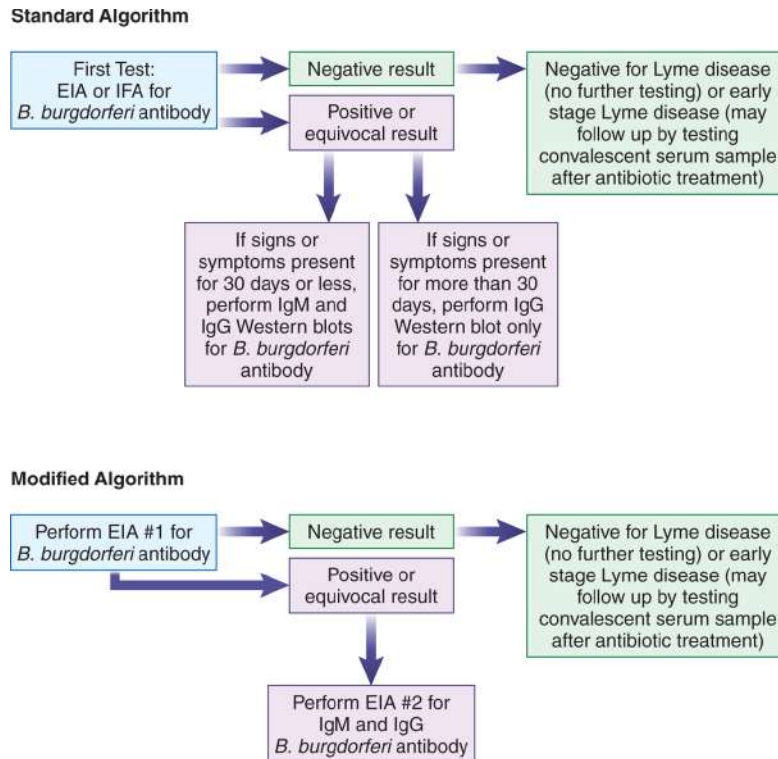 Standard Algorithm
First Test:
EIA or IFA for
B. burgdorferi antibody
Negative result
Negative for Lyme disease
(no further testing) or early
stage Lyme disease (may
follow up by testing
convalescent serum sample
after antibiotic treatment)
Positive or
equivocal result
If signs or
symptoms present
for 30 days or less,
perform IgM and
IgG Western blots
for B. burgdorferi
antibody
If signs or
symptoms present
for more than 30
days, perform IgG
Western blot only
for B. burgdorferi
antibody
Modified Algorithm
Perform EIA #1 for
B. burgdorferi antibody
Negative result
Negative for Lyme disease
(no further testing) or early
stage Lyme disease (may
follow up by testing
convalescent serum sample
after antibiotic treatment)
Positive or
equivocal result
Perform EIA #2 for
IgM and IgG
B. burgdorferi antibody